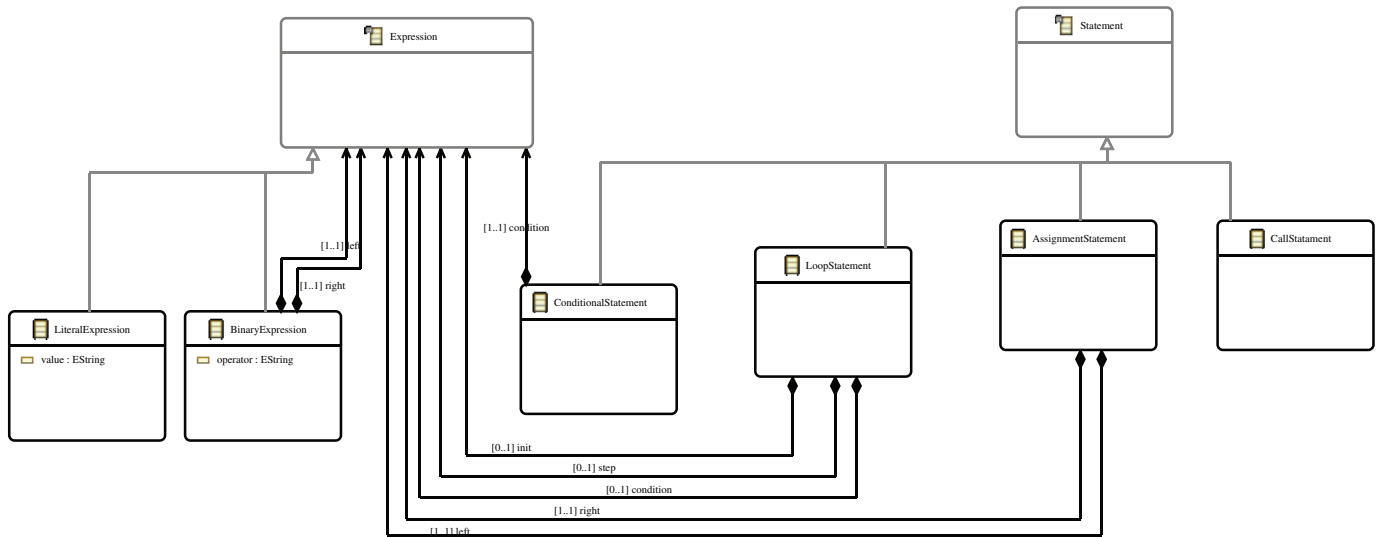 Expression
Statement
[1..1] condition
[1..1] left
[1..1] right
AssignmentStatement
CallStatament
LoopStatement
ConditionalStatement
LiteralExpression
BinaryExpression
value : EString
operator : EString
[0..1] init
[0..1] step
[0..1] condition
[1..1] right
[1..1] left